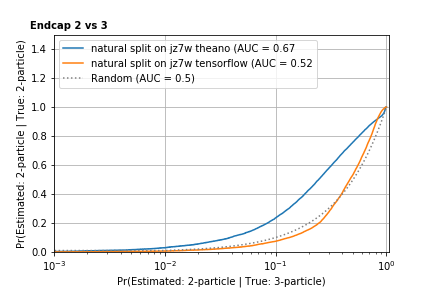 Endcap 2 vs 3
natural split on jz7w theano (AUC = 0.67
natural split on jz7w tensorflow (AUC = 0.52
Random (AUC = 0.5)
Pr(Estimated: 2-particle | True: 2-particle)
1.4
1.2
1.0
0.8
0.6
0.4
0.2
0.0
10⁻³ 10⁻² 10⁻¹ 10⁰
Pr(Estimated: 2-particle | True: 3-particle)